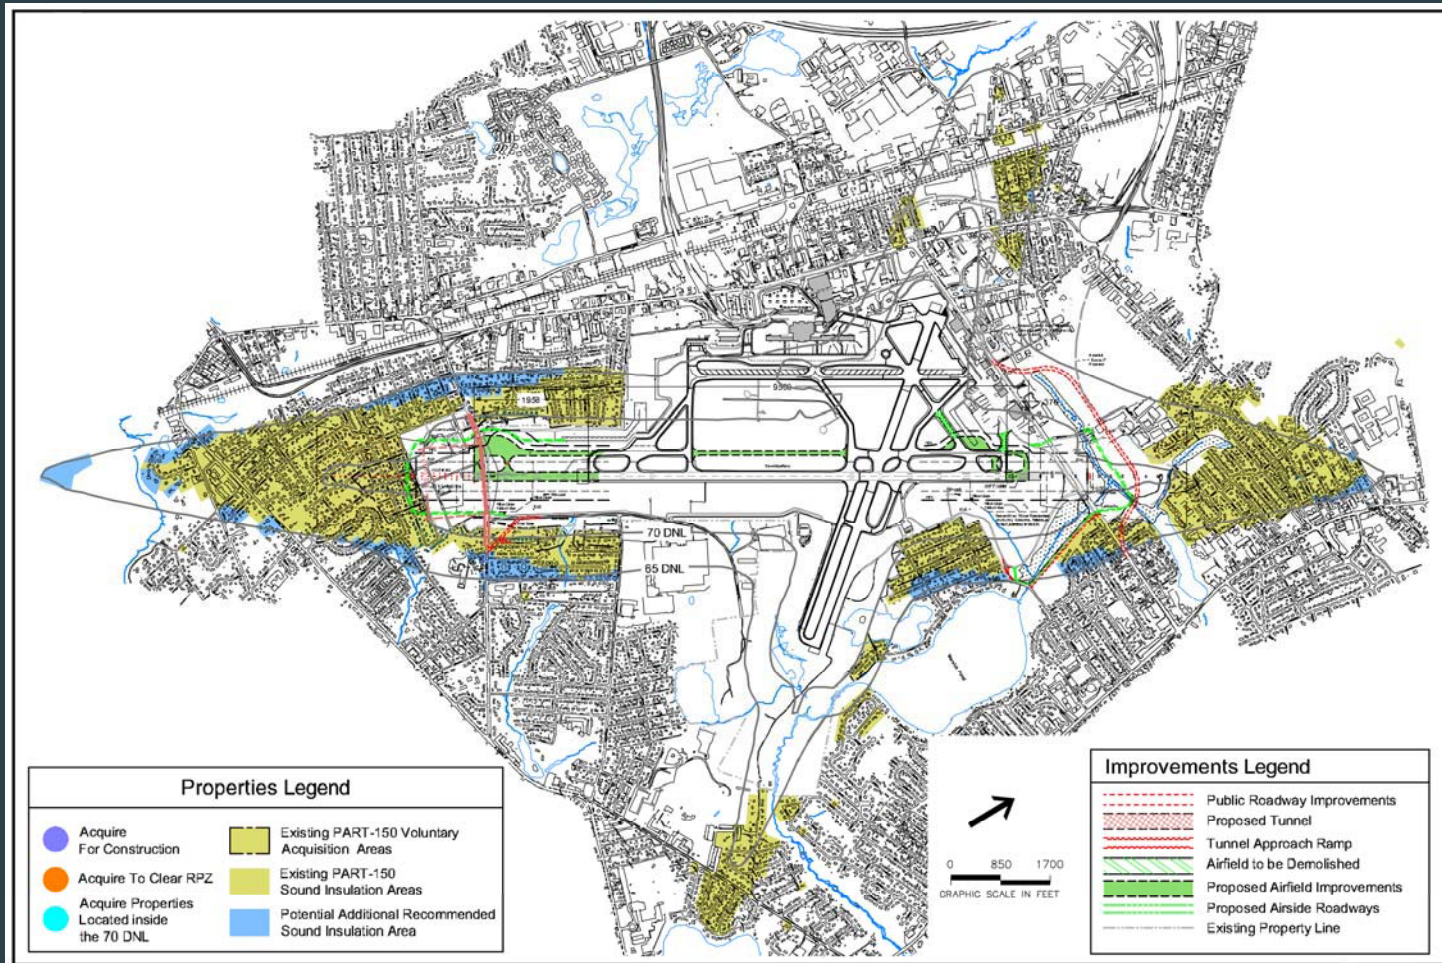 1958
9500
70 DNL
65 DNL
Properties Legend
Acquire
For Construction
Acquire To Clear RPZ
Acquire Properties
Located inside
the 70 DNL
Existing PART-150 Voluntary
Acquisition Areas
Existing PART-150
Sound Insulation Areas
Potential Additional Recommended
Sound Insulation Area
0 850 1700
GRAPHIC SCALE IN FEET
Improvements Legend
Public Roadway Improvements
Proposed Tunnel
Tunnel Approach Ramp
Airfield to be Demolished
Proposed Airfield Improvements
Proposed Airside Roadways
Existing Property Line